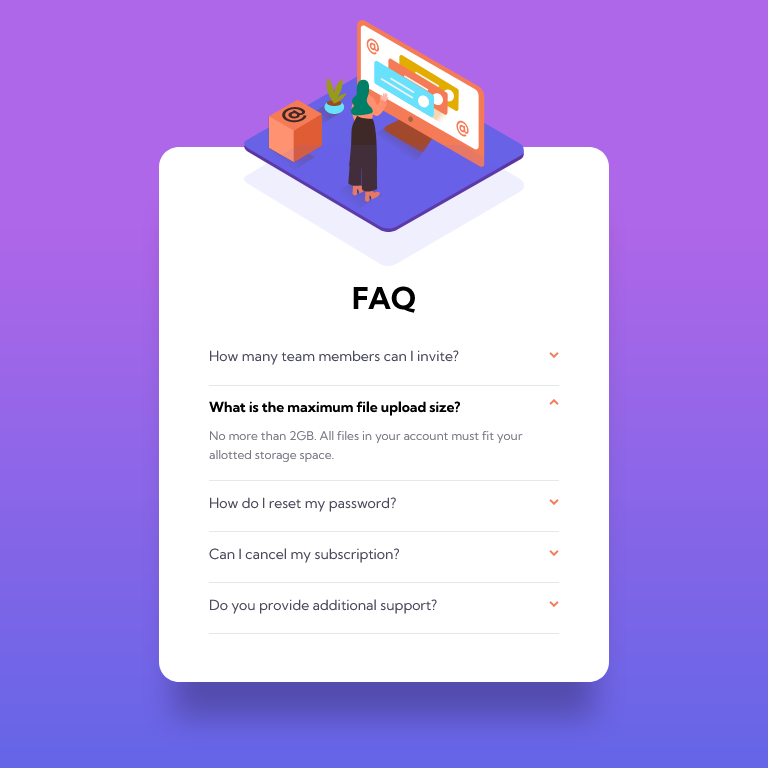 @
@
@
FAQ
How many team members can I invite?
What is the maximum file upload size?
No more than 2GB. All files in your account must fit your
allotted storage space.
How do I reset my password?
Can I cancel my subscription?
Do you provide additional support?